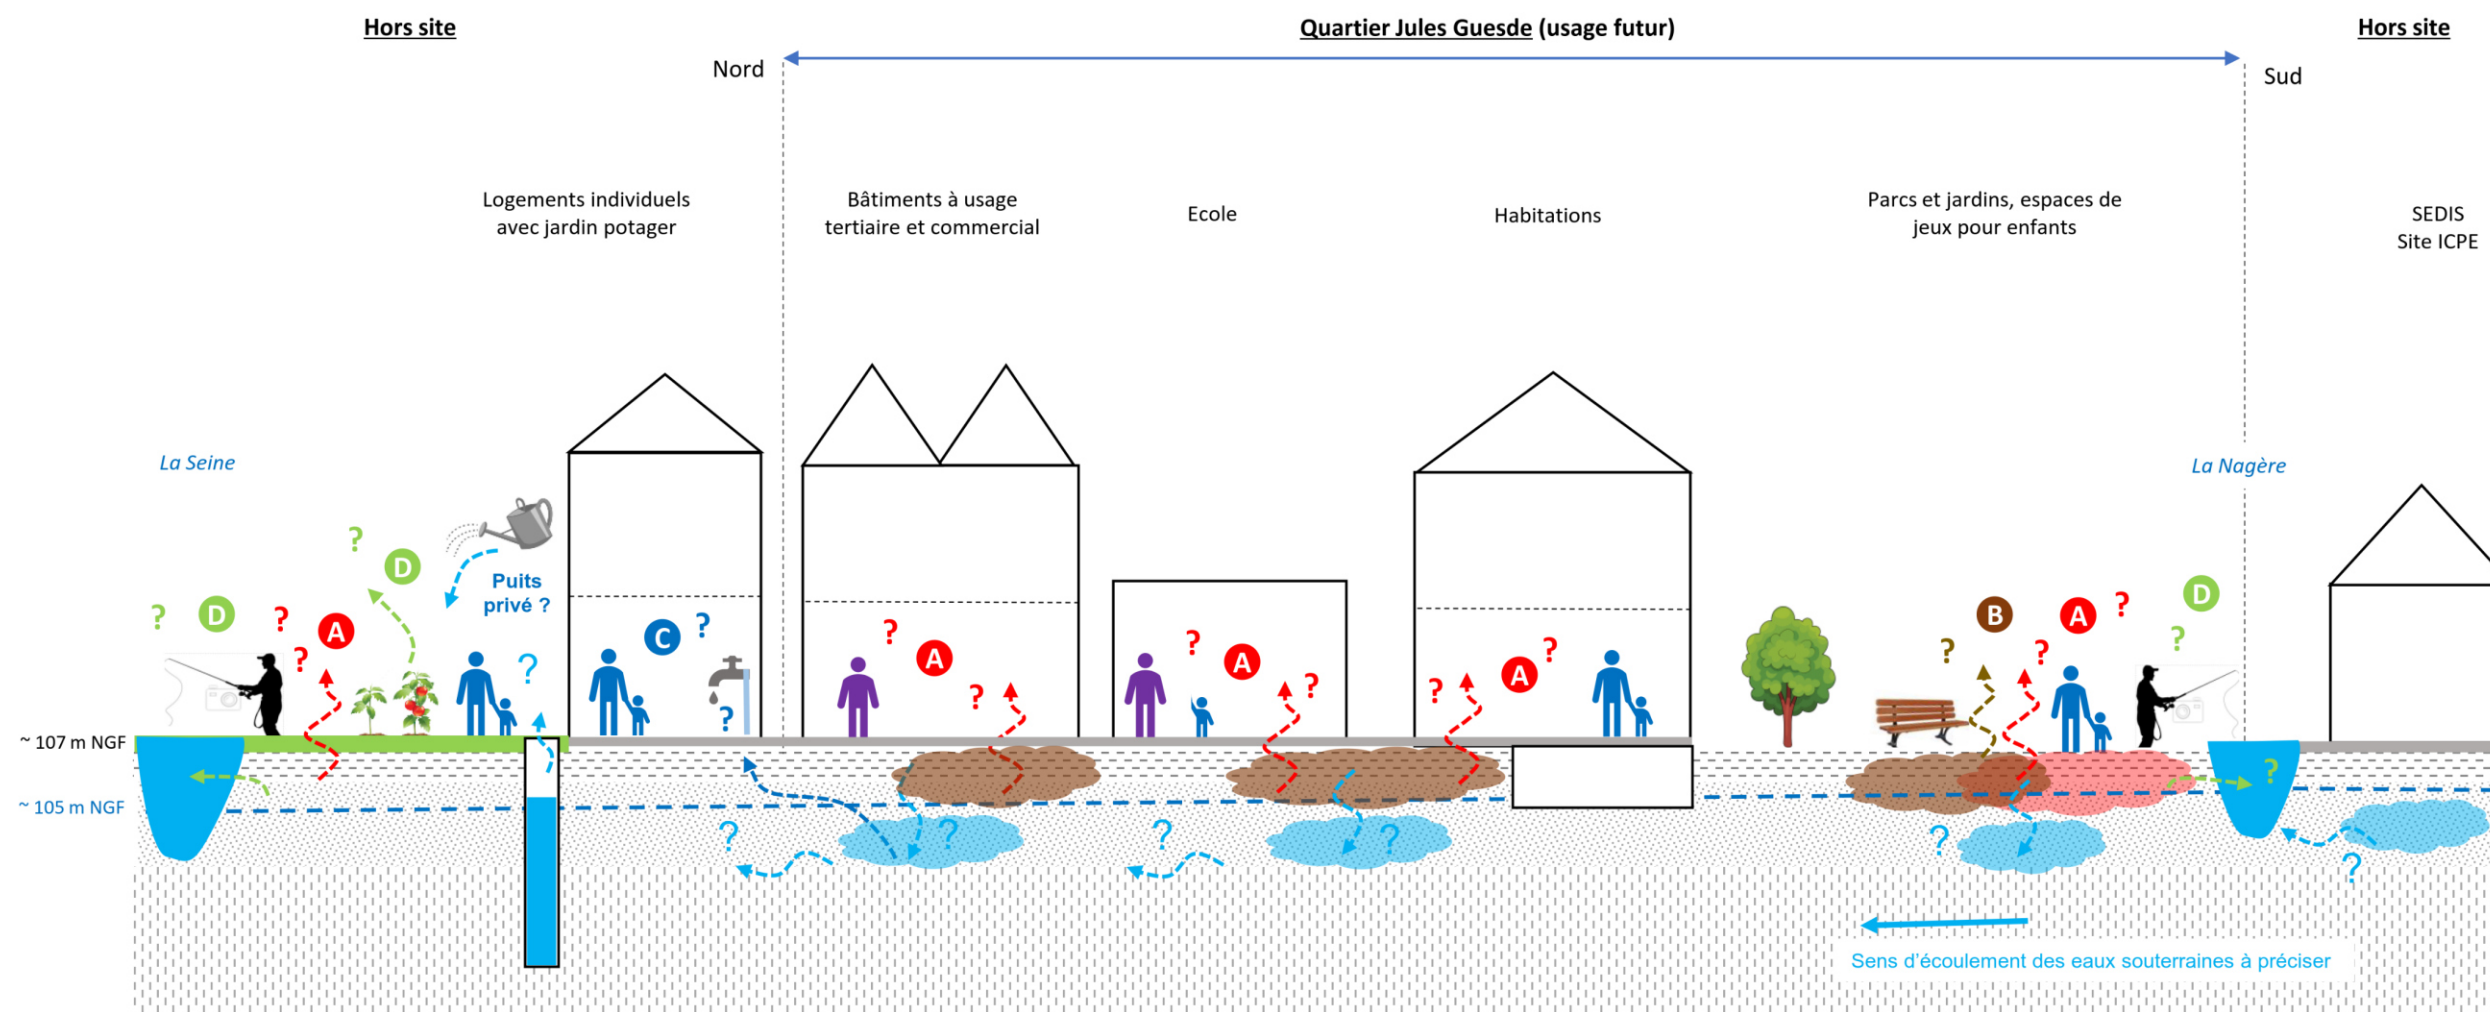 Hors site
Quartier Jules Guesde (usage futur)
Hors site
Nord
Sud
Logements individuels
avec jardin potager
Bâtiments à usage
tertiaire et commercial
Ecole
Habitations
Parcs et jardins, espaces de
jeux pour enfants
SEDIS
Site ICPE
La Seine
La Nagère
?
D
Puits
privé ?
?
D
?
A
?
?
C
?
?
?
A
?
?
A
?
?
A
?
?
B
?
A
?
D
?
~ 107 m NGF
~ 105 m NGF
?
?
?
?
?
?
?
Sens d'écoulement des eaux souterraines à préciser